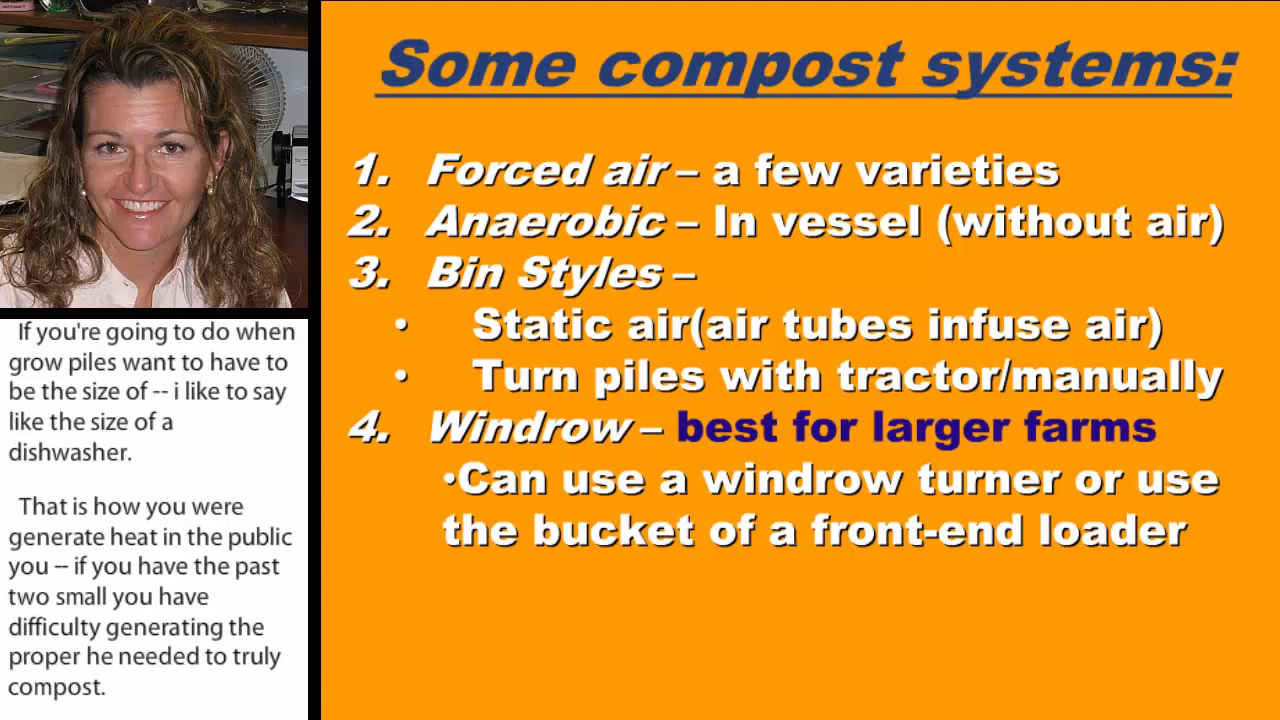 Some compost systems:
1. Forced air – a few varieties
2. Anaerobic – In vessel (without air)
3. Bin Styles –
• Static air(air tubes infuse air)
• Turn piles with tractor/manually
4. Windrow – best for larger farms
•Can use a windrow turner or use
the bucket of a front-end loader
If you're going to do when
grow piles want to have to
be the size of -- i like to say
like the size of a
dishwasher.
That is how you were
generate heat in the public
you -- if you have the past
two small you have
difficulty generating the
proper he needed to truly
compost.